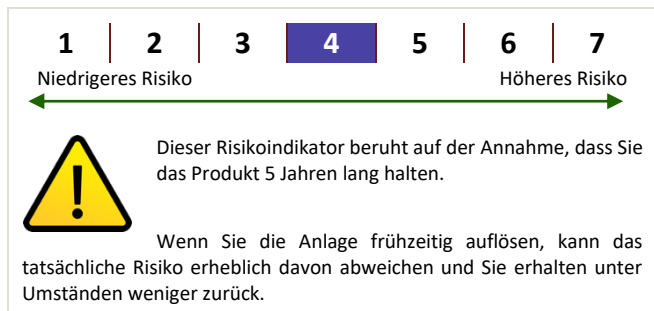 1 2 3 4 5 6 7
Niedrigeres Risiko Höheres Risiko
Dieser Risikoindikator beruht auf der Annahme, dass Sie
das Produkt 5 Jahren lang halten.
Wenn Sie die Anlage frühzeitig auflösen, kann das
tatsächliche Risiko erheblich davon abweichen und Sie erhalten unter
Umständen weniger zurück.